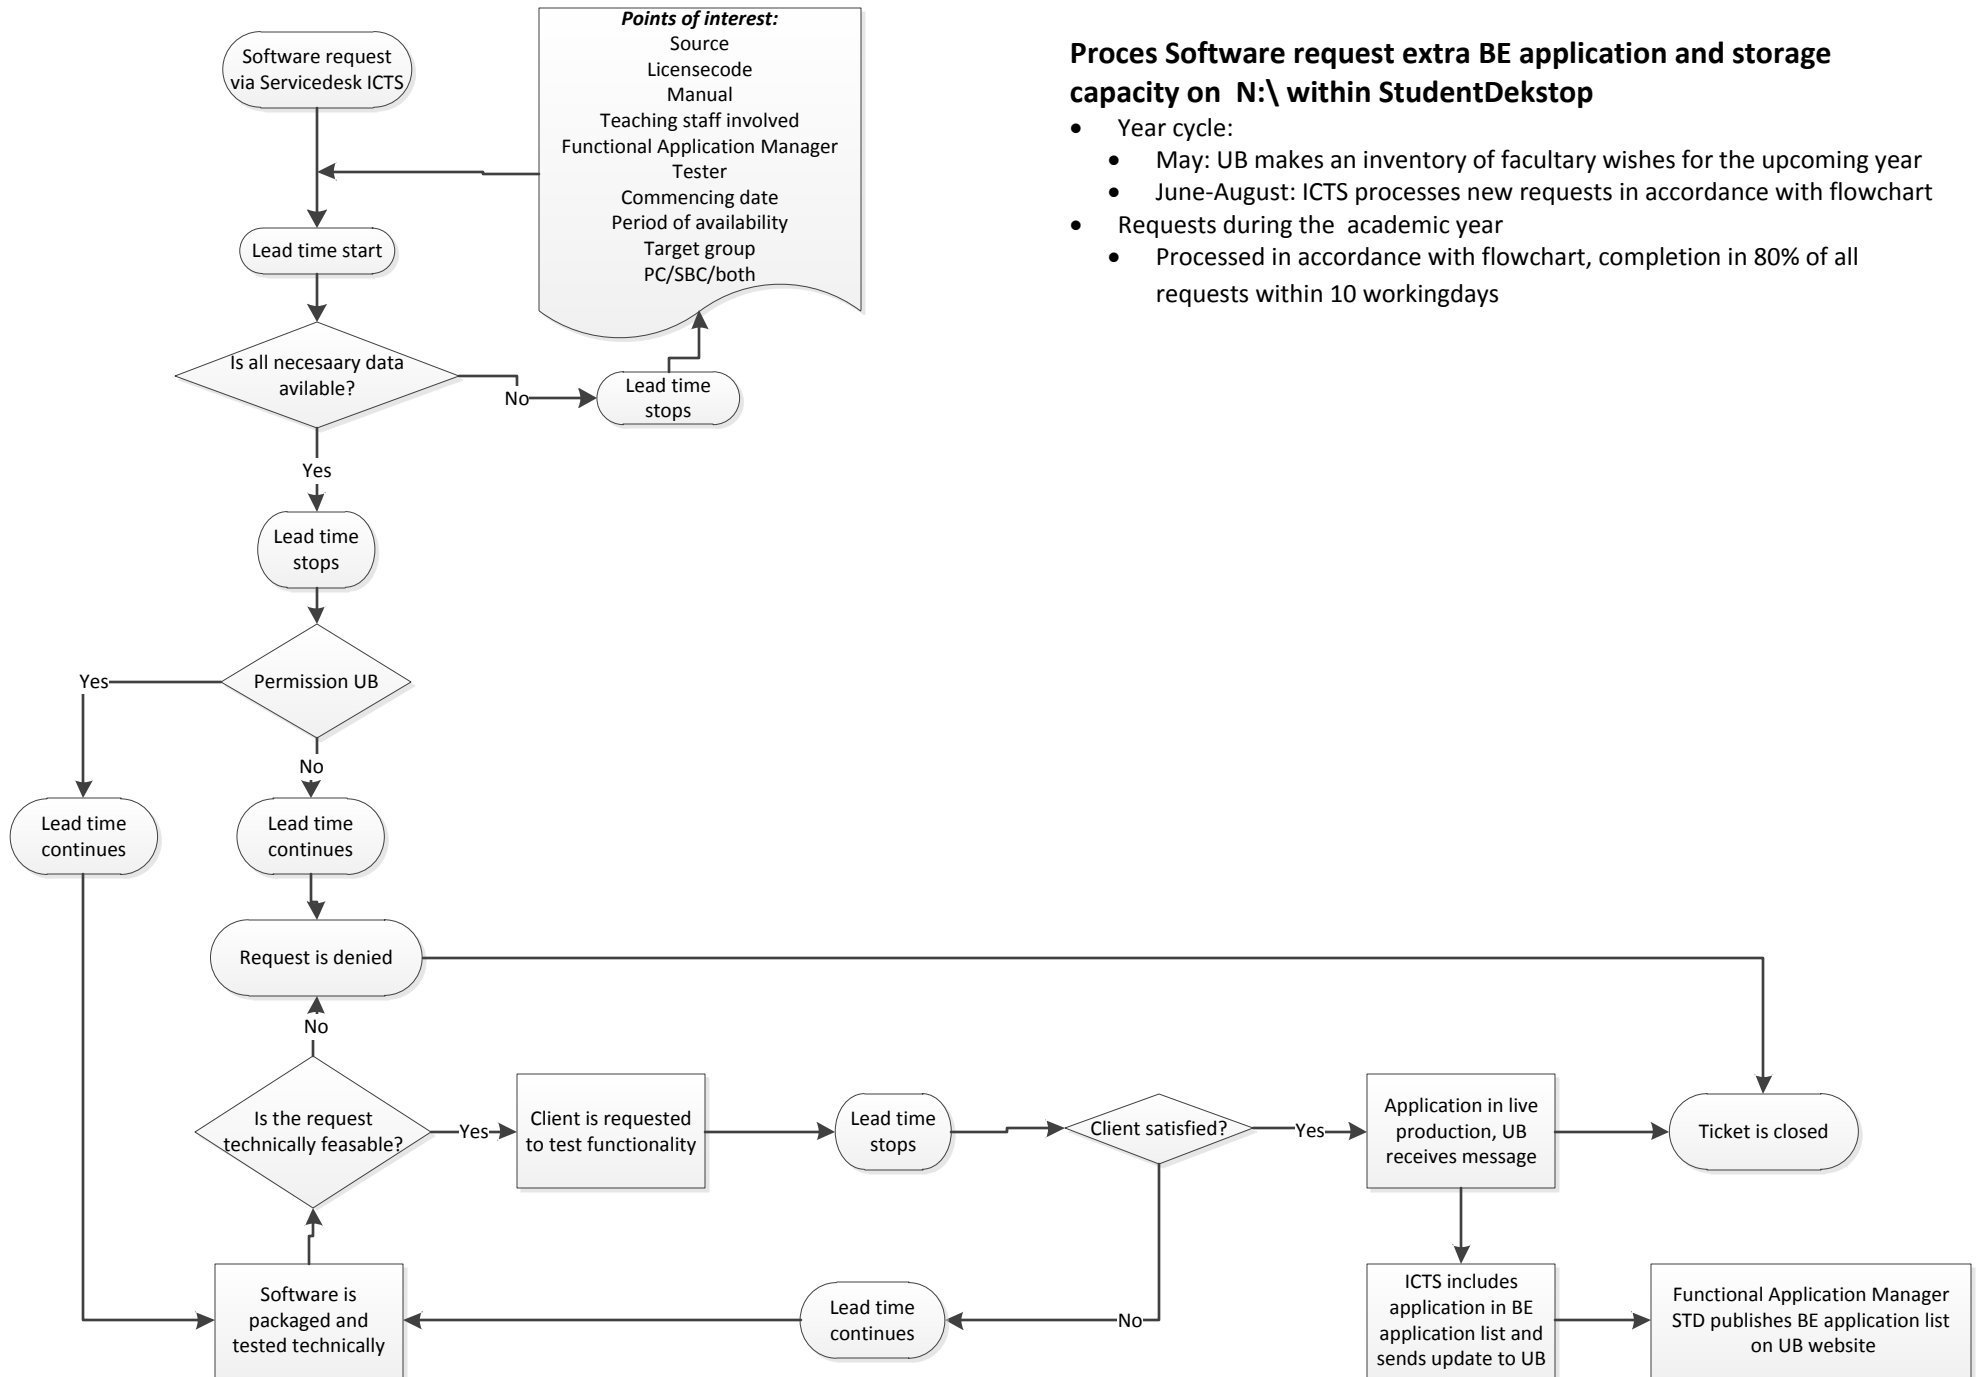 Software request
via Servicedesk ICTS
Points of interest:
Source
Licensecode
Manual
Teaching staff involved
Functional Application Manager
Tester
Commencing date
Period of availability
Target group
PC/SBC/both
Proces Software request extra BE application and storage
capacity on N:\ within StudentDekstop
• Year cycle:
• May: UB makes an inventory of facultary wishes for the upcoming year
• June-August: ICTS processes new requests in accordance with flowchart
• Requests during the academic year
• Processed in accordance with flowchart, completion in 80% of all
requests within 10 workingdays
Lead time start
Is all necesaary data
avilable?
No
Lead time
stops
Yes
Lead time
stops
Permission UB
Yes
No
Lead time
continues
Lead time
continues
Request is denied
No
Is the request
technically feasable?
Yes
Client is requested
to test functionality
Lead time
stops
Client satisfied?
Yes
Application in live
production, UB
receives message
Ticket is closed
Software is
packaged and
tested technically
Lead time
continues
No
ICTS includes
application in BE
application list and
sends update to UB
Functional Application Manager
STD publishes BE application list
on UB website